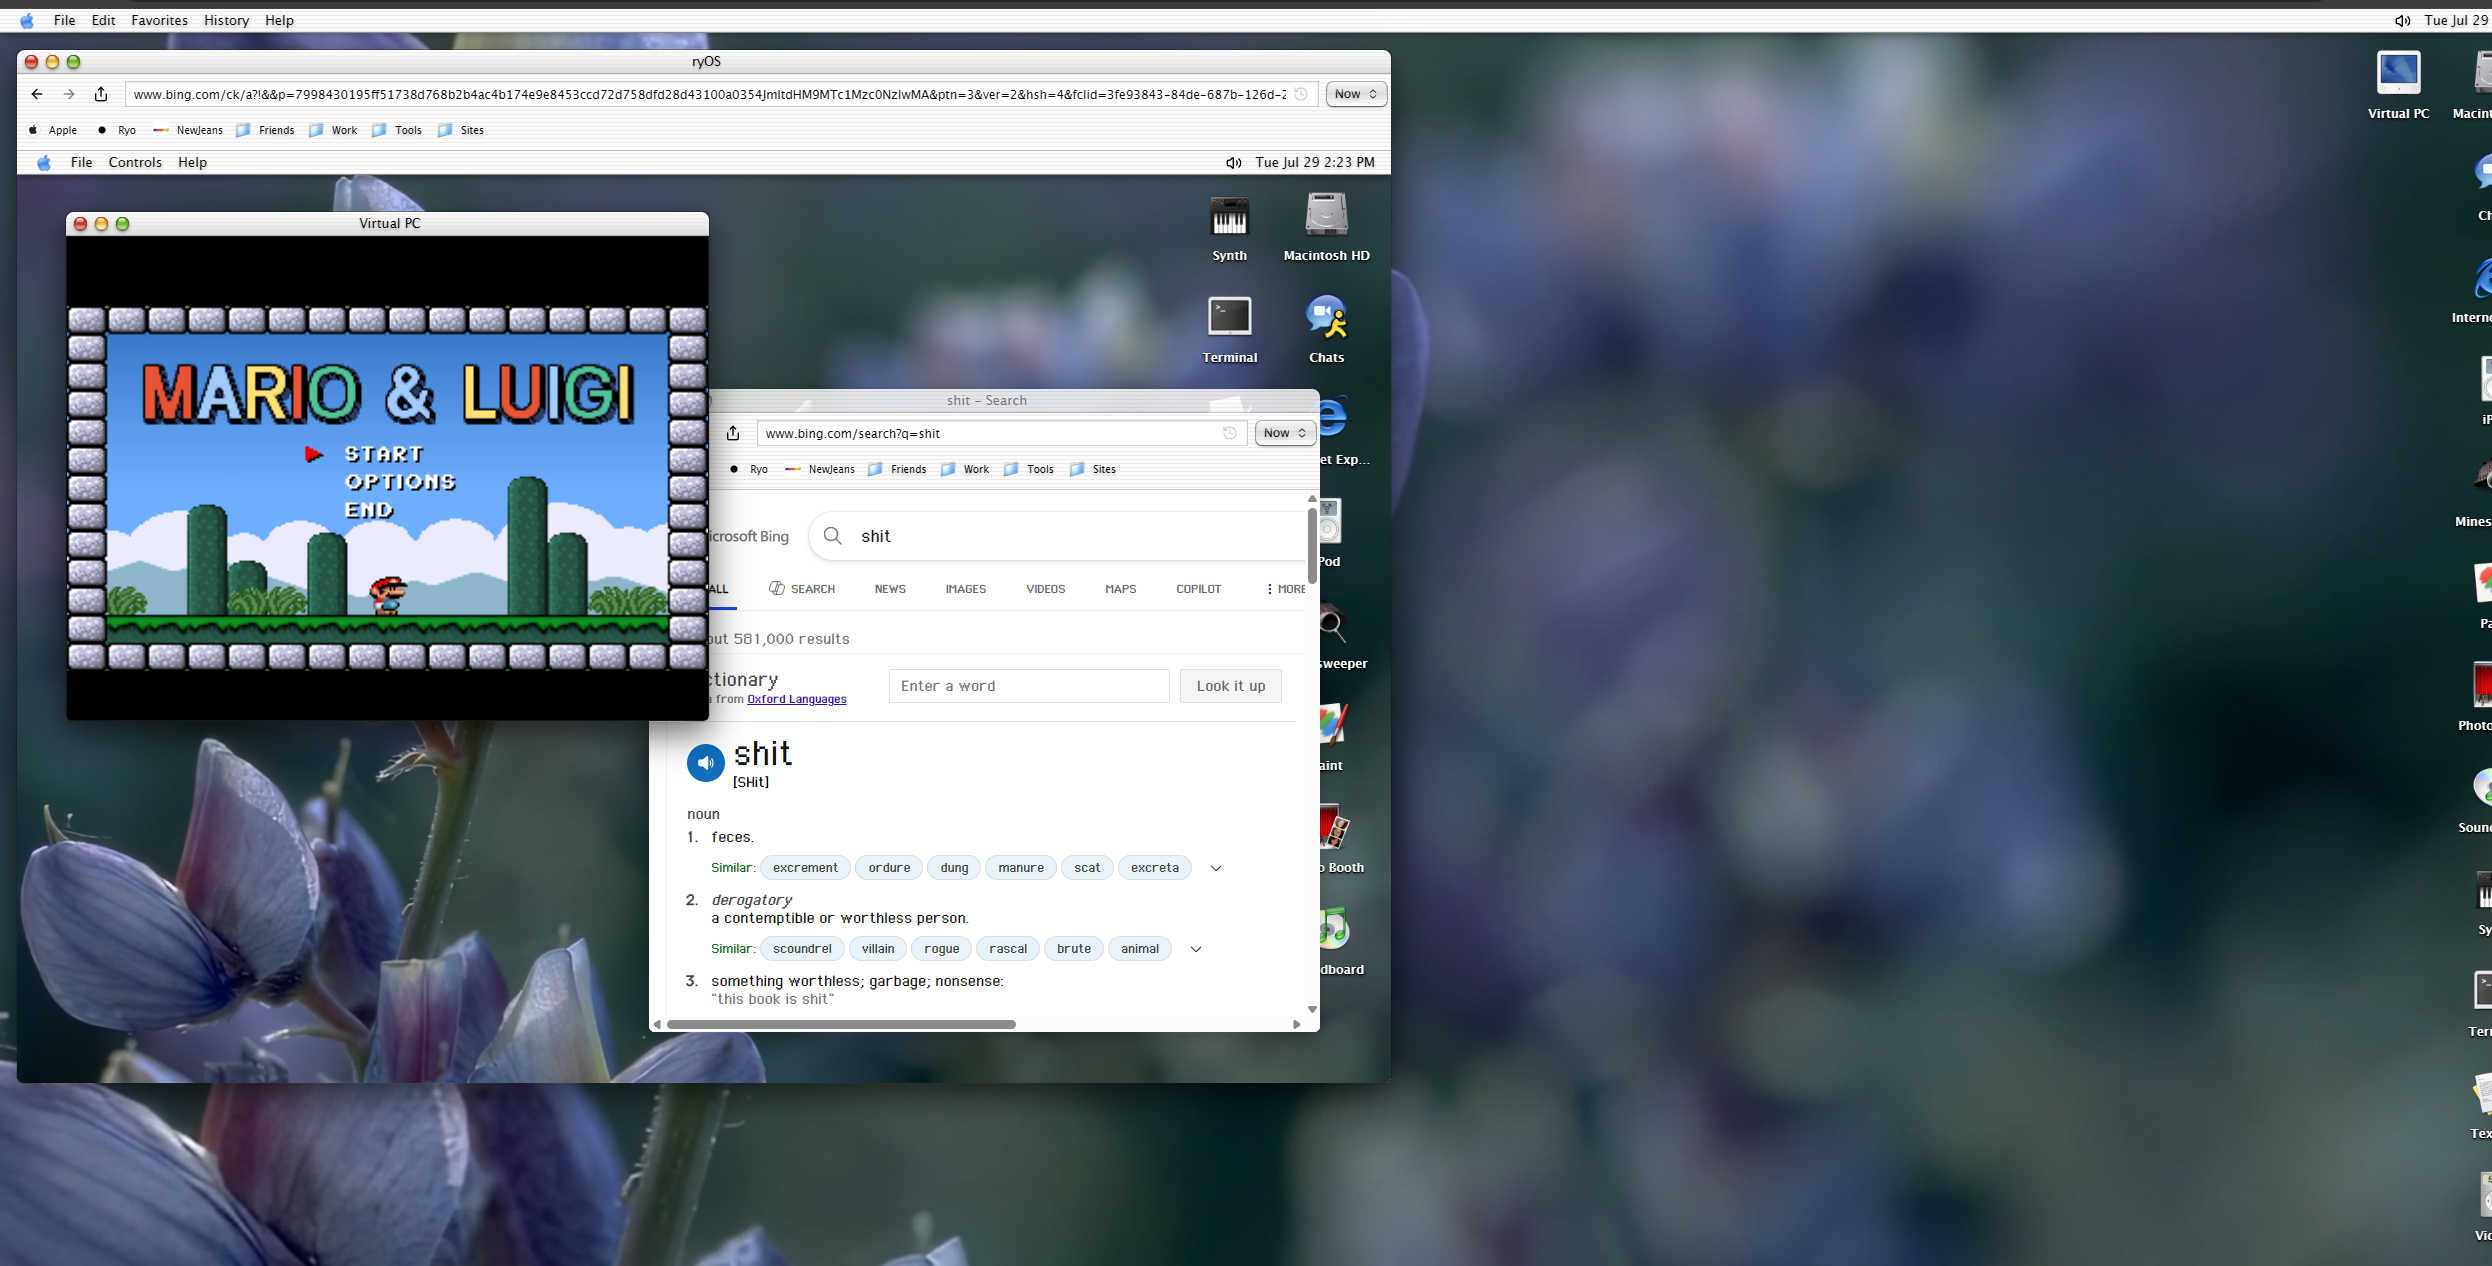 File Edit Favorites History Help
Tue Jul 29
ryOS
www.bing.com/ck/a?!&&p=7998430195ff51738d768b2b4ac4b174e9e8453ccd72d758dfd28d43100a0354JmltdHM9MTc1Mzc0NzIwMA&ptn=3&ver=2&hsh=4&fclid=3fe93843-84de-687b-126d-2
Now
Apple Ryo NewJeans Friends Work Tools Sites
File Controls Help
Tue Jul 29 2:23 PM
Virtual PC
MARIO & LUIGI
START
OPTIONS
END
Synth
Macintosh HD
Terminal
Chats
et Exp...
Pod
sweeper
aint
o Booth
dboard
shit – Search
www.bing.com/search?q=shit
Now
Ryo NewJeans Friends Work Tools Sites
icrosoft Bing
shit
ALL SEARCH NEWS IMAGES VIDEOS MAPS COPILOT MORE
out 581,000 results
ctionary
from Oxford Languages
Enter a word
Look it up
shit
[SHit]
noun
1. feces.
Similar: excrement ordure dung manure scat excreta
2. derogatory
a contemptible or worthless person.
Similar: scoundrel villain rogue rascal brute animal
3. something worthless; garbage; nonsense:
"this book is shit"
Virtual PC
Macint
Ch
Interne
iP
Mines
Pa
Photo
Soun
Sy
Tern
Tex
Vid